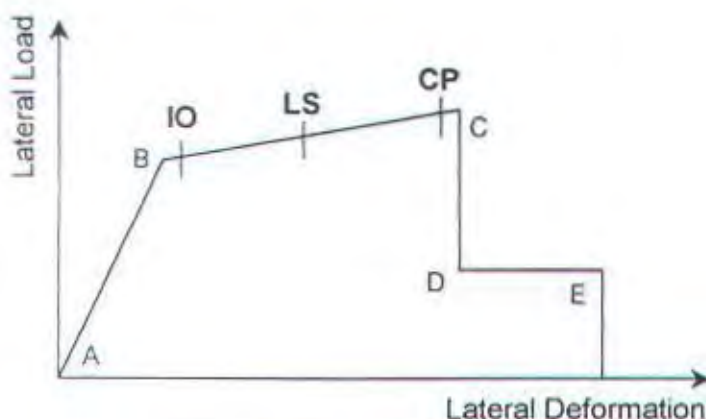 Lateral Load
CP
LS
IO
C
B
D
E
A
Lateral Deformation